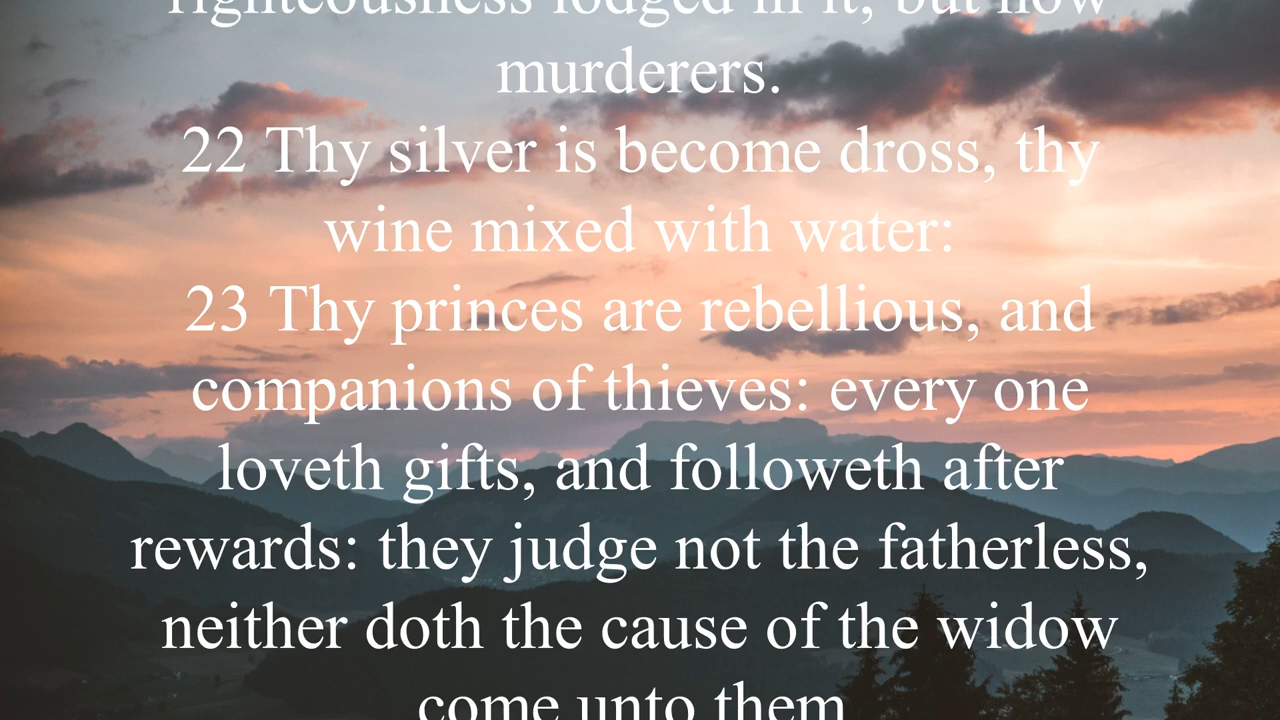 righteousness lodged in it; but now
murderers.
22 Thy silver is become dross, thy
wine mixed with water:
23 Thy princes are rebellious, and
companions of thieves: every one
loveth gifts, and followeth after
rewards: they judge not the fatherless,
neither doth the cause of the widow
come unto them